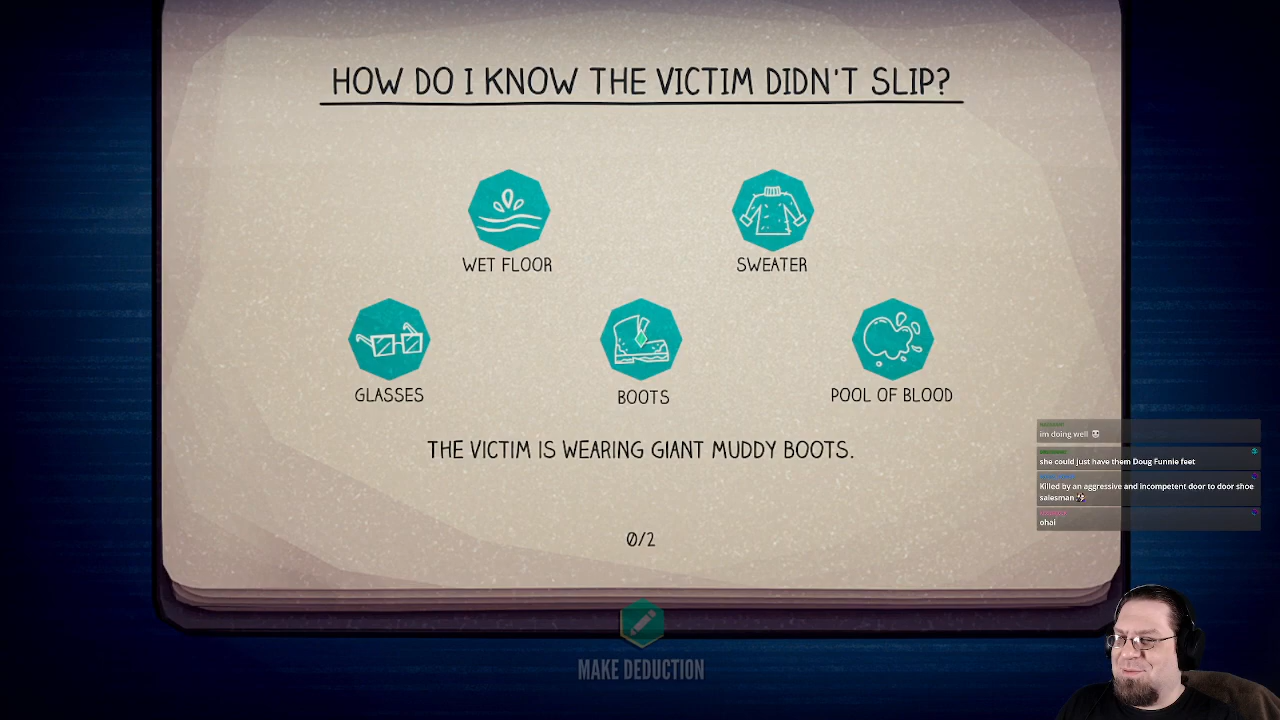 HOW DO I KNOW THE VICTIM DIDN'T SLIP?
WET FLOOR
SWEATER
GLASSES
BOOTS
POOL OF BLOOD
THE VICTIM IS WEARING GIANT MUDDY BOOTS.
0/2
MAKE DEDUCTION
im doing well
she could just have them Doug Funnie feet
Killed by an aggressive and incompetent door to door shoe
salesman
ohai